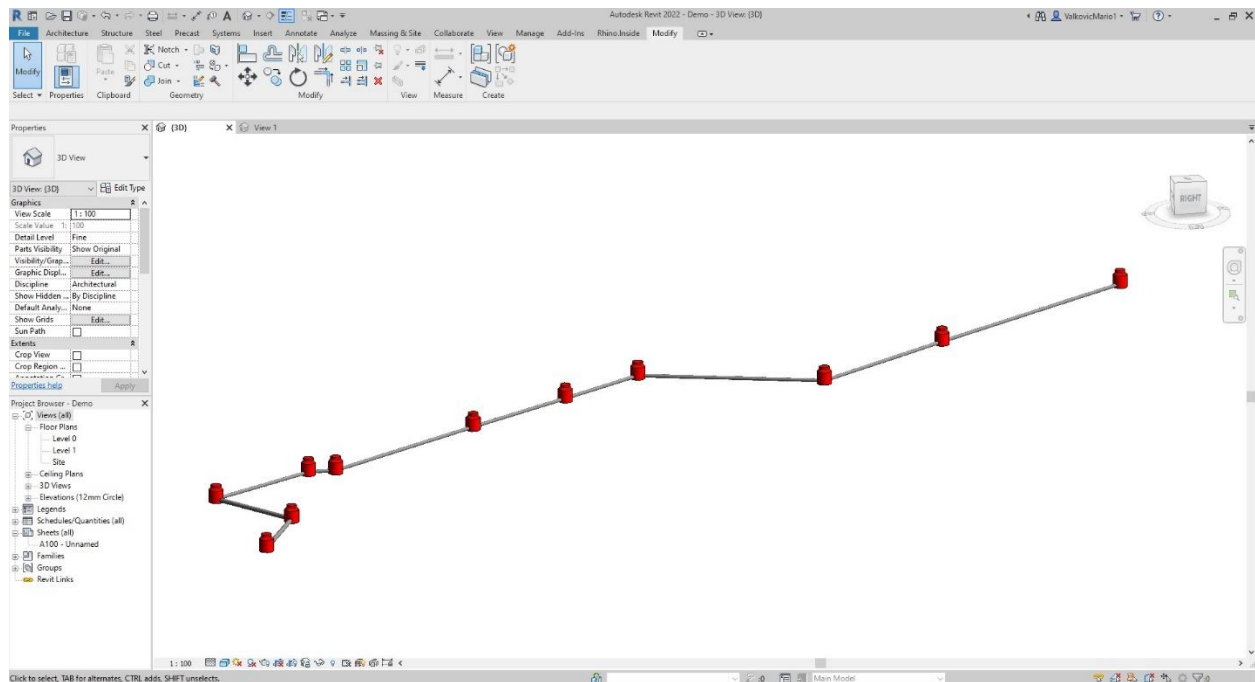 Autodesk Revit 2022 - Demo - 3D View: {3D}
ValkovicMario1
File Architecture Structure Steel Precast Systems Insert Annotate Analyze Massing & Site Collaborate View Manage Add-Ins Rhino.Inside Modify
Modify
Paste
Notch
Cut
Join
Select Properties Clipboard Geometry Modify View Measure Create
Properties
{3D}
View 1
3D View
3D View: {3D} Edit Type
Graphics
View Scale 1 : 100
Scale Value 1: 100
Detail Level Fine
Parts Visibility Show Original
Visibility/Grap... Edit...
Graphic Displ... Edit...
Discipline Architectural
Show Hidden ... By Discipline
Default Analy... None
Show Grids Edit...
Sun Path
Extents
Crop View
Crop Region ...
Properties help Apply
RIGHT
Project Browser - Demo
Views (all)
Floor Plans
Level 0
Level 1
Site
Ceiling Plans
3D Views
Elevations (12mm Circle)
Legends
Schedules/Quantities (all)
Sheets (all)
A100 - Unnamed
Families
Groups
Revit Links
1 : 100
Click to select, TAB for alternates, CTRL adds, SHIFT unselects.
:0
Main Model
:0